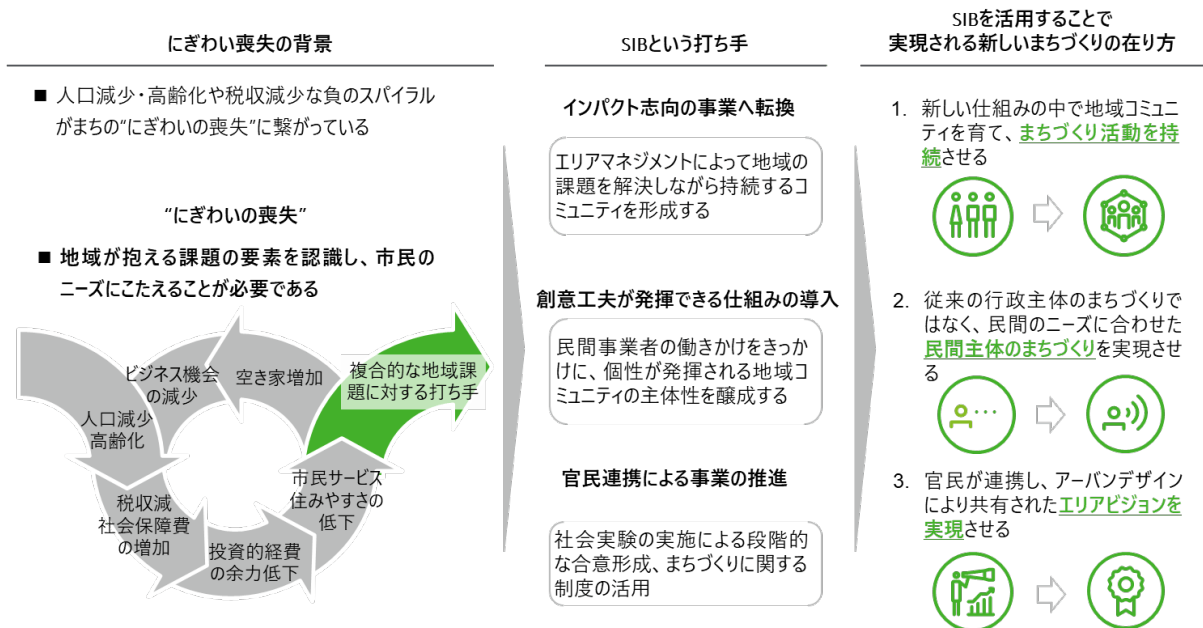 にぎわい喪失の背景
■ 人口減少・高齢化や税収減少な負のスパイラル
がまちの“にぎわいの喪失”に繋がっている
“にぎわいの喪失”
■ 地域が抱える課題の要素を認識し、市民の
ニーズにこたえることが必要である
人口減少
高齢化
税収減
社会保障費
の増加
投資的経費
の余力低下
市民サービス
住みやすさの
低下
空き家増加
ビジネス機会
の減少
複合的な地域課
題に対する打ち手
SIBという打ち手
インパクト志向の事業へ転換
エリアマネジメントによって地域の
課題を解決しながら持続するコ
ミュニティを形成する
創意工夫が発揮できる仕組みの導入
民間事業者の働きかけをきっか
けに、個性が発揮される地域コ
ミュニティの主体性を醸成する
官民連携による事業の推進
社会実験の実施による段階的
な合意形成、まちづくりに関する
制度の活用
SIBを活用することで
実現される新しいまちづくりの在り方
1. 新しい仕組みの中で地域コミュニ
ティを育て、まちづくり活動を持
続させる
2. 従来の行政主体のまちづくりで
はなく、民間のニーズに合わせた
民間主体のまちづくりを実現させ
る
3. 官民が連携し、アーバンデザイン
により共有されたエリアビジョンを
実現させる